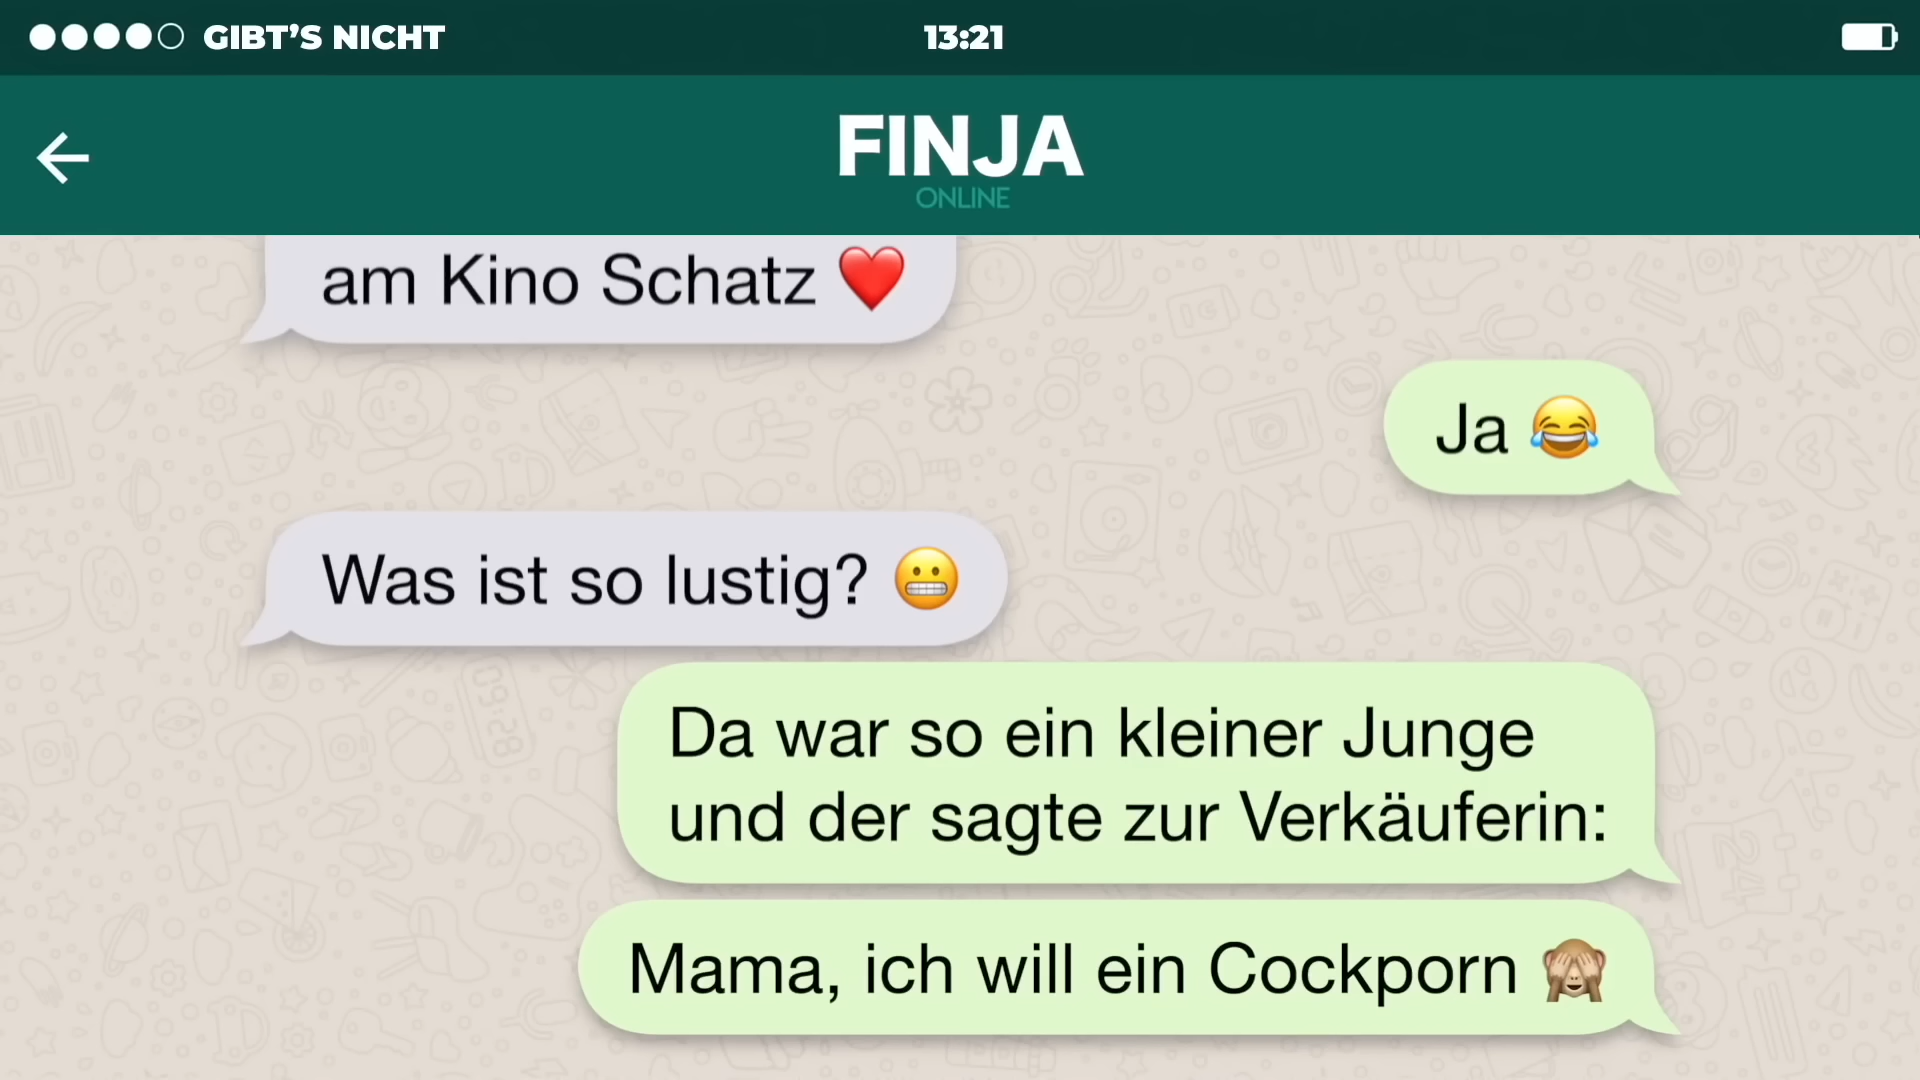 GIBT'S NICHT
13:21
FINJA
ONLINE
am Kino Schatz ❤️
Ja 😂
Was ist so lustig? 😬
Da war so ein kleiner Junge
und der sagte zur Verkäuferin:
Mama, ich will ein Cockporn 🙈